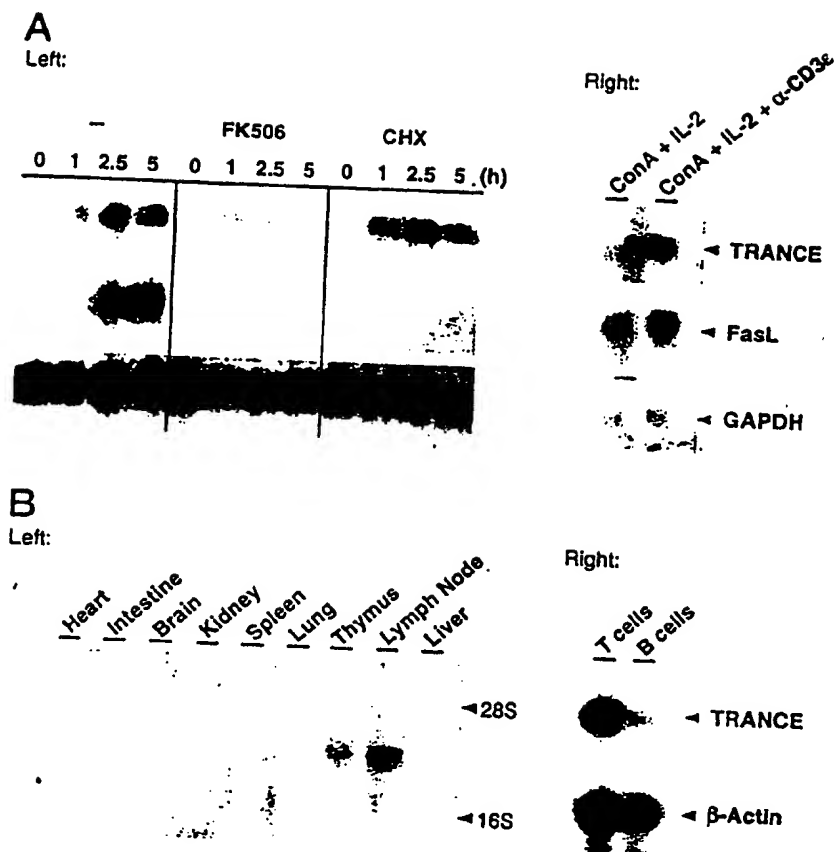 A
Left:
Right:
– FK506 CHX
0 1 2.5 5 0 1 2.5 5 0 1 2.5 5 (h)
ConA + IL-2
ConA + IL-2 + α-CD3ε
TRANCE
FasL
GAPDH
B
Left:
Right:
Heart
Intestine
Brain
Kidney
Spleen
Lung
Thymus
Lymph Node
Liver
T cells
B cells
28S
TRANCE
16S
β-Actin